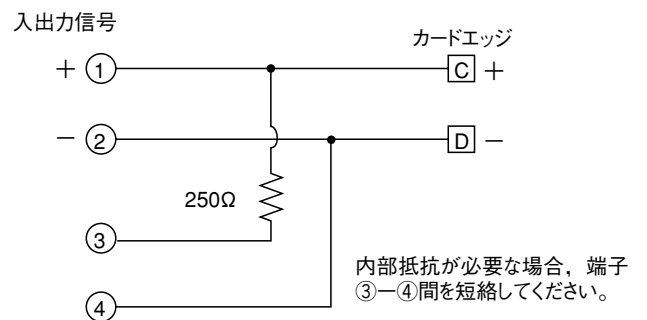 入出力信号
カードエッジ
＋ ① C ＋
－ ② D －
250Ω
③
④
内部抵抗が必要な場合，端子
③ー④間を短絡してください。